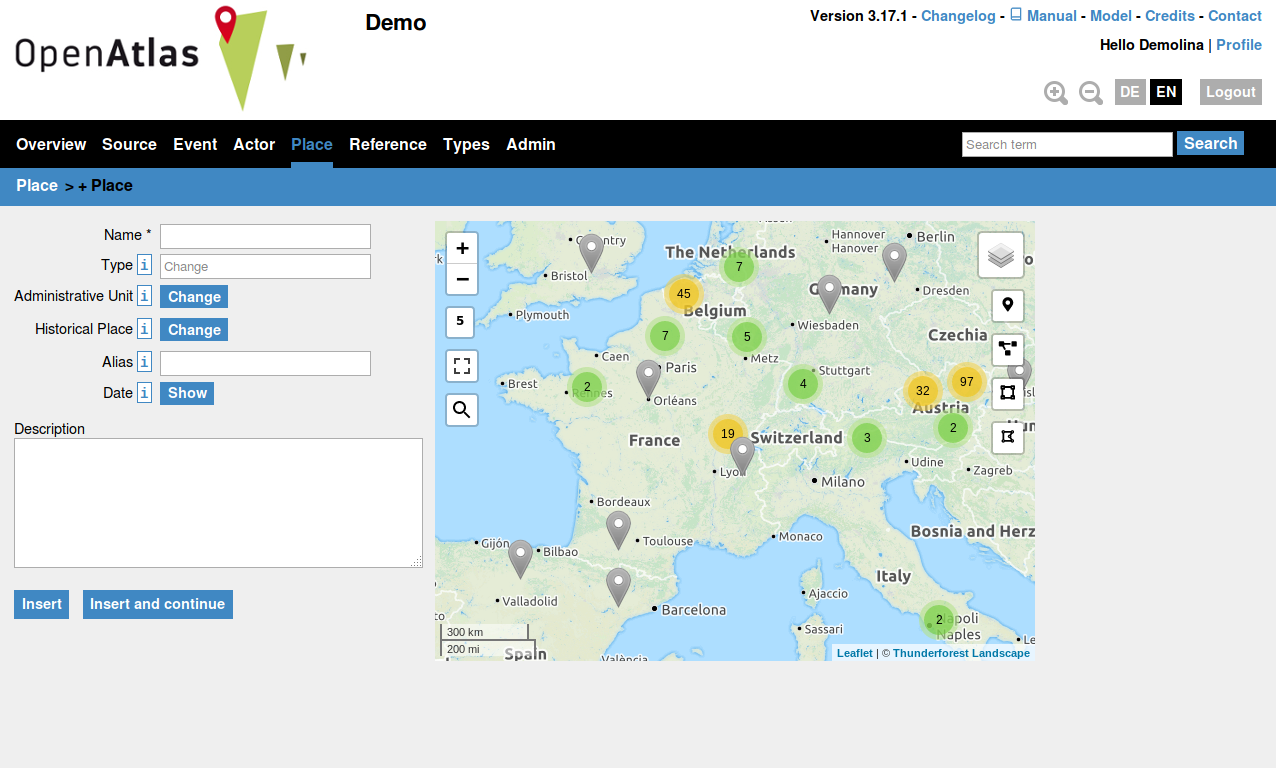 OpenAtlas
Demo
Version 3.17.1 - Changelog - Manual - Model - Credits - Contact
Hello Demolina | Profile
DE EN Logout
Overview Source Event Actor Place Reference Types Admin
Search term Search
Place > + Place
Name *
Type i Change
Administrative Unit i Change
Historical Place i Change
Alias i
Date i Show
Description
Insert Insert and continue
+
−
5
Hannover
Hannover
Berlin
The Netherlands
7
Bristol
Germany
45
Dresden
Belgium
Plymouth
Wiesbaden
7
5
Czechia
Caen
Metz
Paris
Stuttgart
Brest
2
Rennes
4
32
97
Orléans
Austria
19
France
Switzerland
3
2
Lyon
Udine
Zagreb
Milano
Bordeaux
Bosnia and Herz
Monaco
Gijón
Bilbao
Toulouse
Italy
Ajaccio
Valladolid
Barcelona
2
Napoli
Naples
Sassari
300 km
200 mi
Spain
València
Leaflet | © Thunderforest Landscape